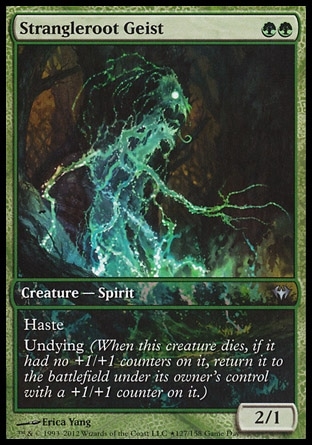 Strangleroot Geist
Creature — Spirit
Haste
Undying (When this creature dies, if it
had no +1/+1 counters on it, return it to
the battlefield under its owner's control
with a +1/+1 counter on it.)
Erica Yang
™ & © 1993-2012 Wizards of the Coast LLC ★127/158 Game Day
2/1